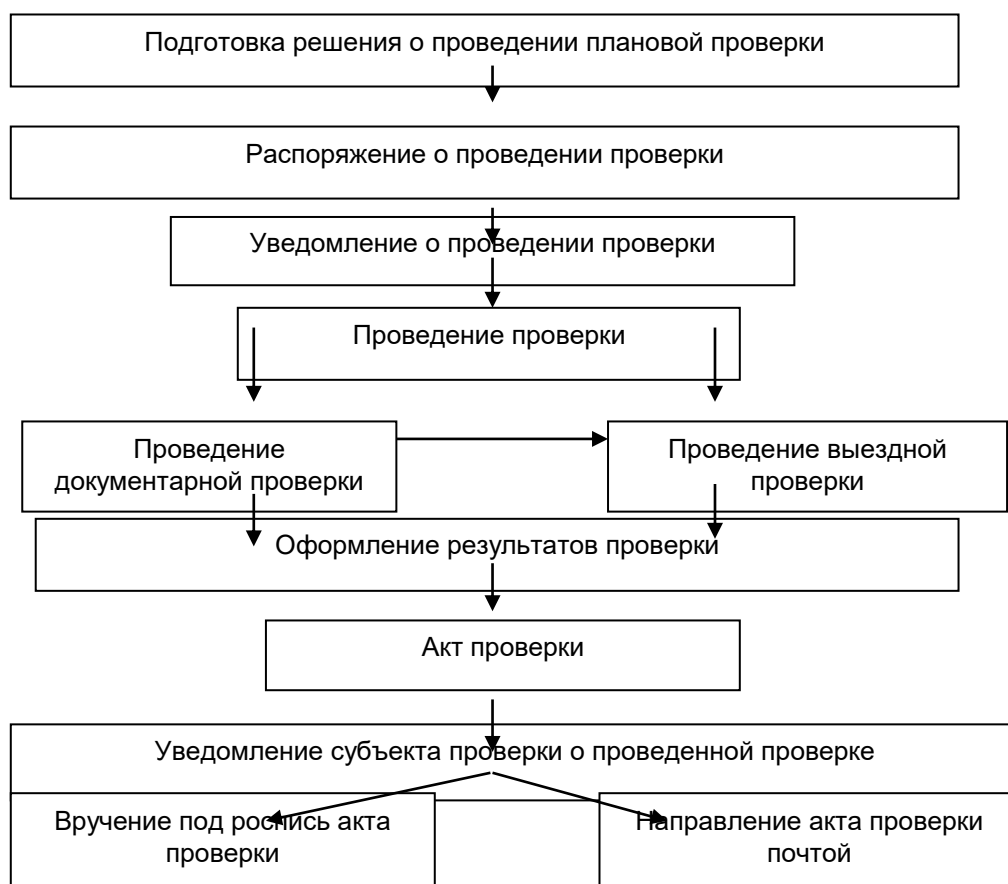 Подготовка решения о проведении плановой проверки
Распоряжение о проведении проверки
Уведомление о проведении проверки
Проведение проверки
Проведение
документарной проверки
Проведение выездной
проверки
Оформление результатов проверки
Акт проверки
Уведомление субъекта проверки о проведенной проверке
Вручение под роспись акта
проверки
Направление акта проверки
почтой